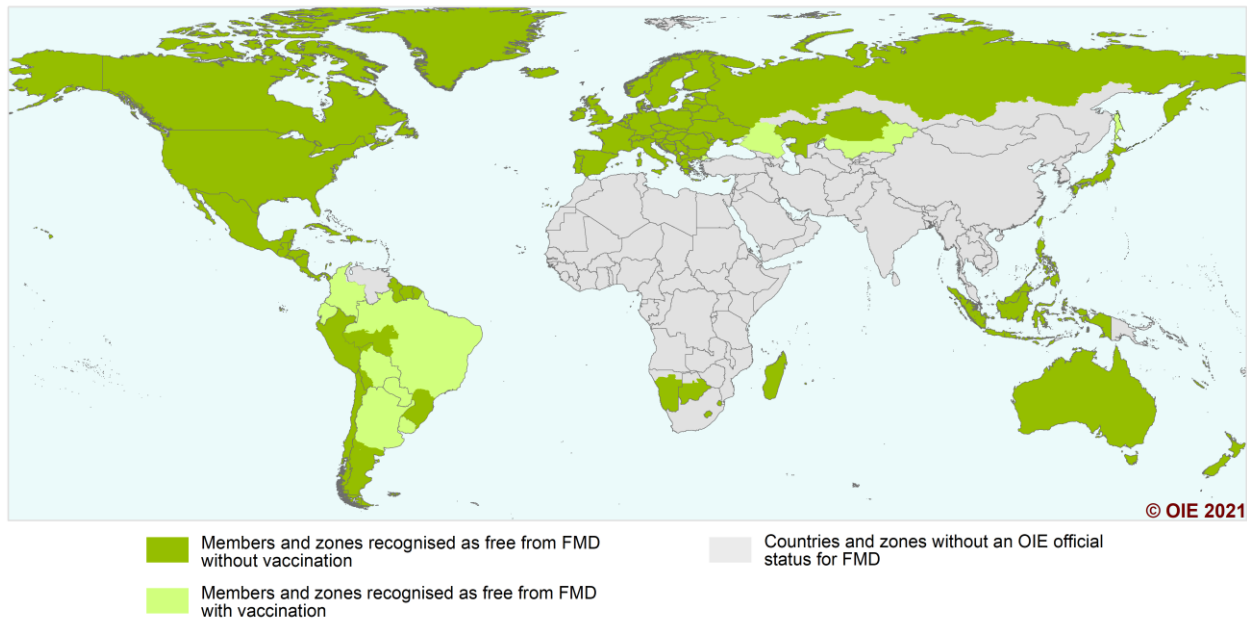 © OIE 2021
Members and zones recognised as free from FMD
without vaccination
Countries and zones without an OIE official
status for FMD
Members and zones recognised as free from FMD
with vaccination